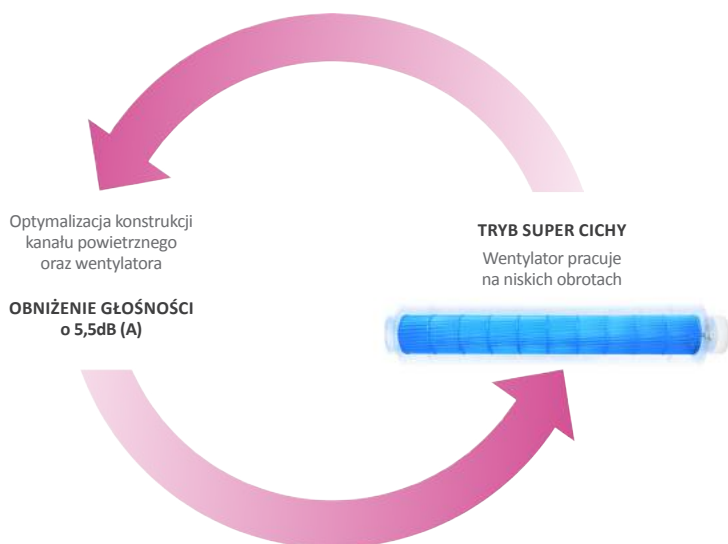 Optymalizacja konstrukcji
kanału powietrznego
oraz wentylatora
OBNIŻENIE GŁOŚNOŚCI
o 5,5dB (A)
TRYB SUPER CICHY
Wentylator pracuje
na niskich obrotach